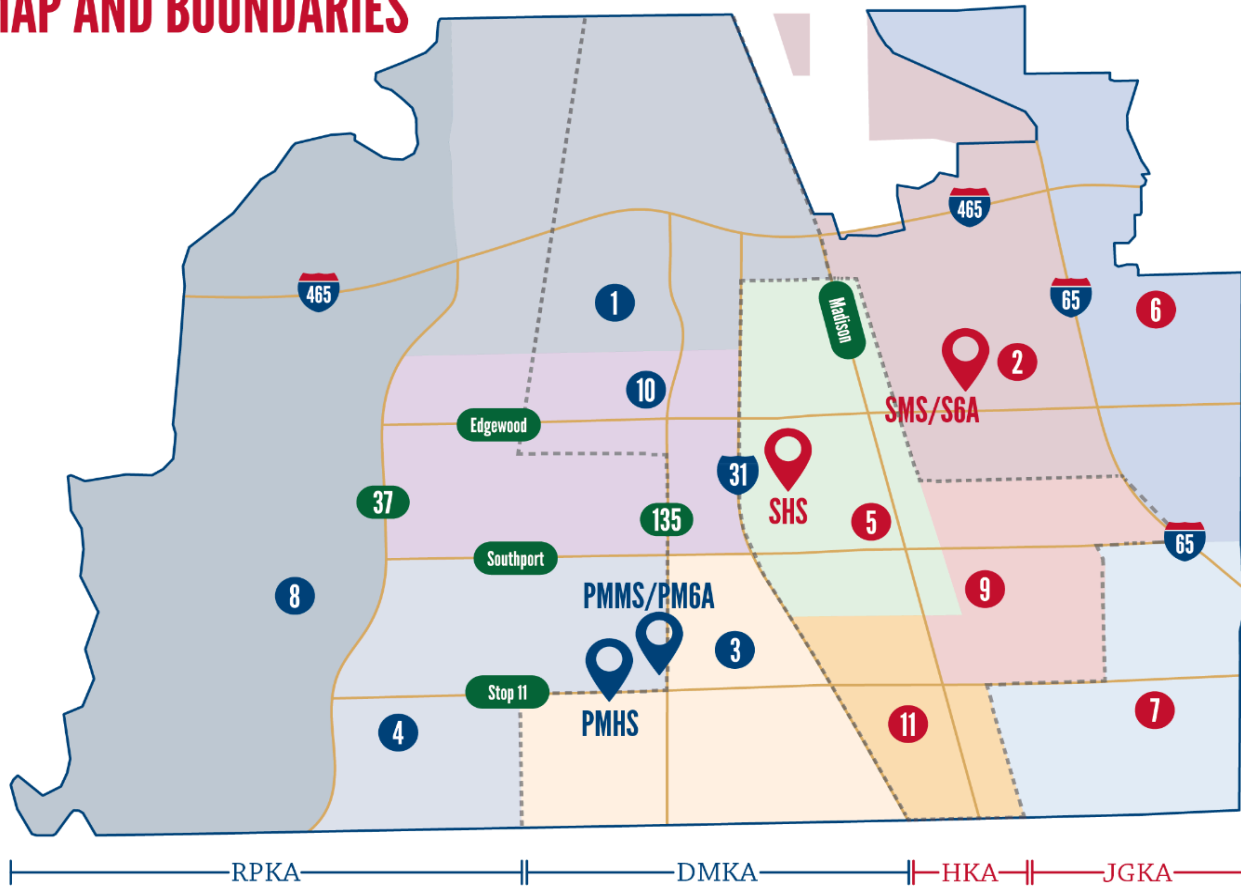 MAP AND BOUNDARIES
465
465
1
Madison
65
6
2
10
SMS/S6A
Edgewood
31
37
SHS
135
5
Southport
65
8
9
PMMS/PM6A
3
Stop 11
PMHS
4
11
7
RPKA
DMKA
HKA
JGKA